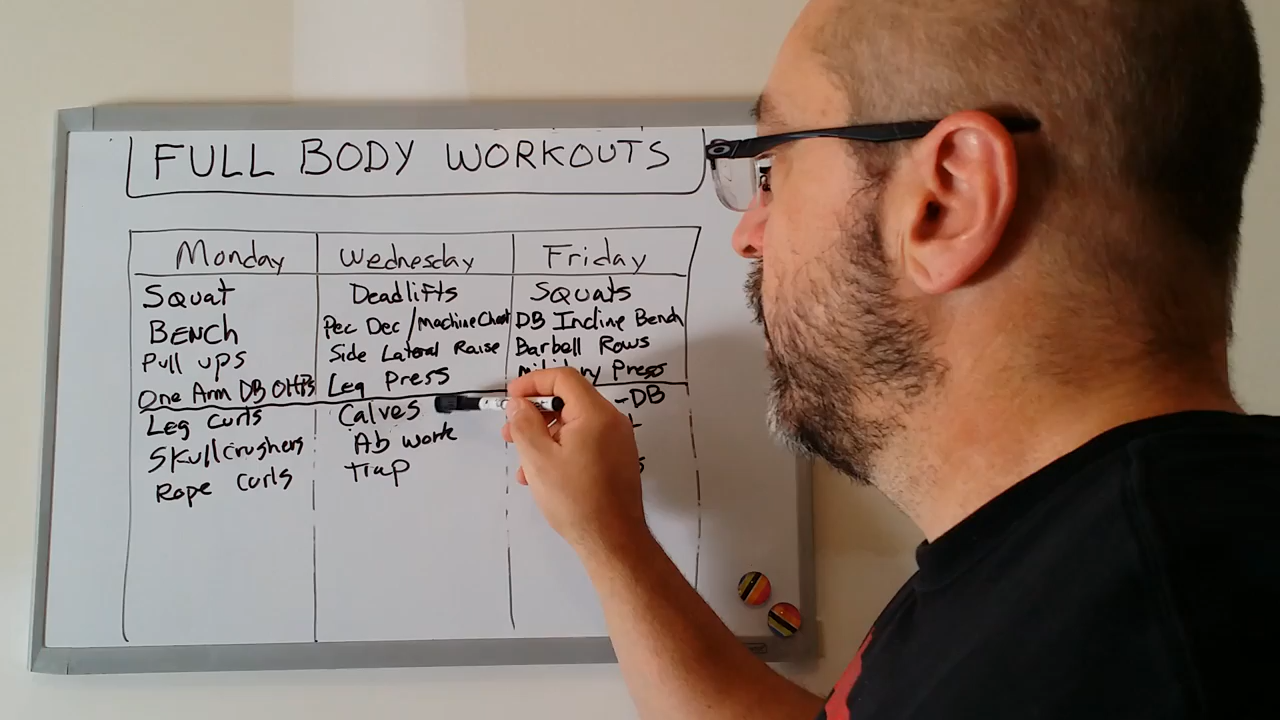 FULL BODY WORKOUTS
Monday
Squat
BENCH
Pull ups
One Arm DB OHPs
Leg Curls
Skullcrushers
Rope Curls
Wednesday
Deadlifts
Pec Dec / Machine Chest
Side Lateral Raise
Leg Press
Calves
Ab work
Trap
Friday
Squats
DB Incline Bench
Barbell Rows
Press
-DB